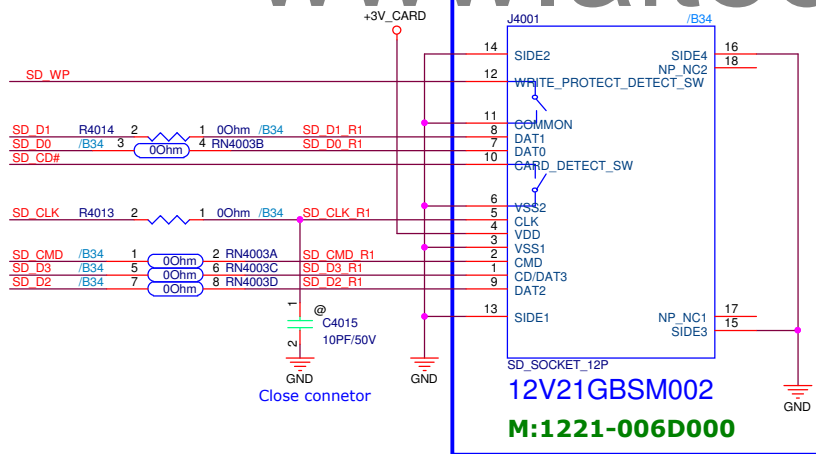 +3V_CARD
J4001 /B34
14 SIDE2 SIDE4 16
NP_NC2 18
SD_WP 12 WRITE_PROTECT_DETECT_SW
11 COMMON
SD_D1 R4014 2 1 0Ohm /B34 SD_D1_R1 8 DAT1
SD_D0 /B34 3 0Ohm 4 RN4003B SD_D0_R1 7 DAT0
SD_CD# 10 CARD_DETECT_SW
6 VSS2
SD_CLK R4013 2 1 0Ohm /B34 SD_CLK_R1 5 CLK
4 VDD
3 VSS1
SD_CMD /B34 1 0Ohm 2 RN4003A SD_CMD_R1 2 CMD
SD_D3 /B34 5 0Ohm 6 RN4003C SD_D3_R1 1 CD/DAT3
SD_D2 /B34 7 0Ohm 8 RN4003D SD_D2_R1 9 DAT2
1 @ 13 SIDE1 NP_NC1 17
C4015 SIDE3 15
2 10PF/50V
SD_SOCKET_12P
GND GND
Close connetor 12V21GBSM002
GND
M:1221-006D000